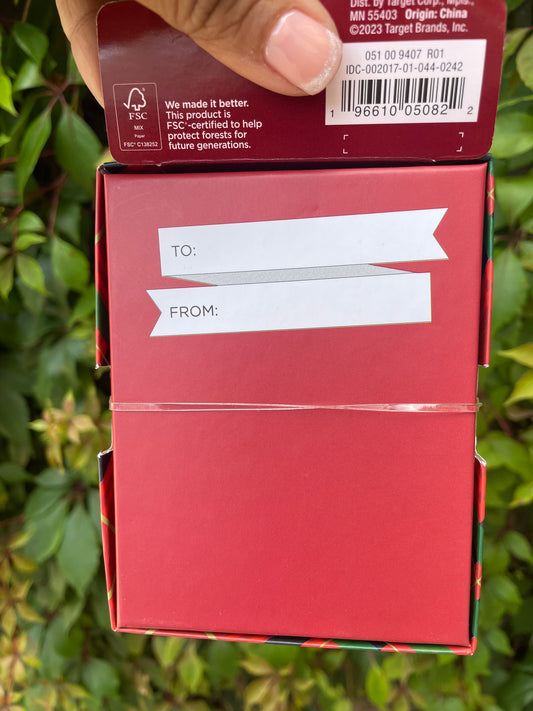 Dist. by Target Corp., Mpls.,
MN 55403 Origin: China
©2023 Target Brands, Inc.
051 00 9407 R01
IDC-002017-01-044-0242
1 96610 05082 2
FSC
MIX
Paper
FSC® C138252
We made it better.
This product is
FSC®-certified to help
protect forests for
future generations.
TO:
FROM: